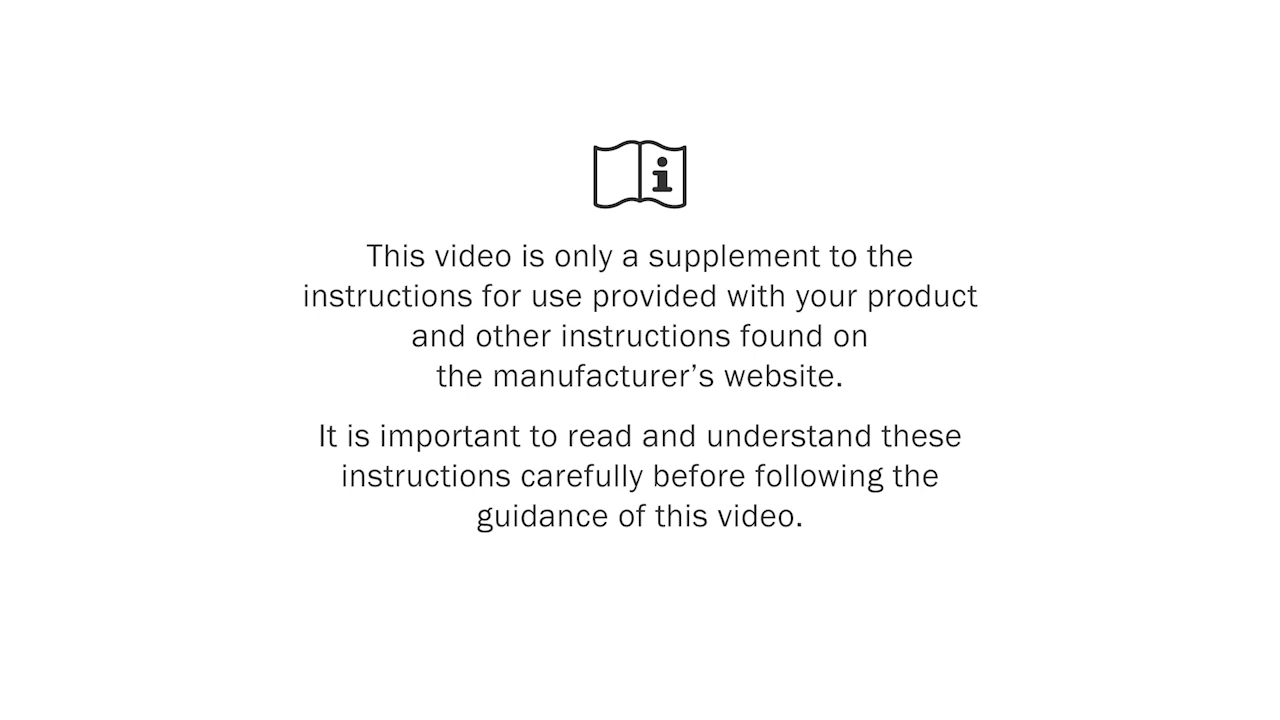 This video is only a supplement to the
instructions for use provided with your product
and other instructions found on
the manufacturer’s website.
It is important to read and understand these
instructions carefully before following the
guidance of this video.